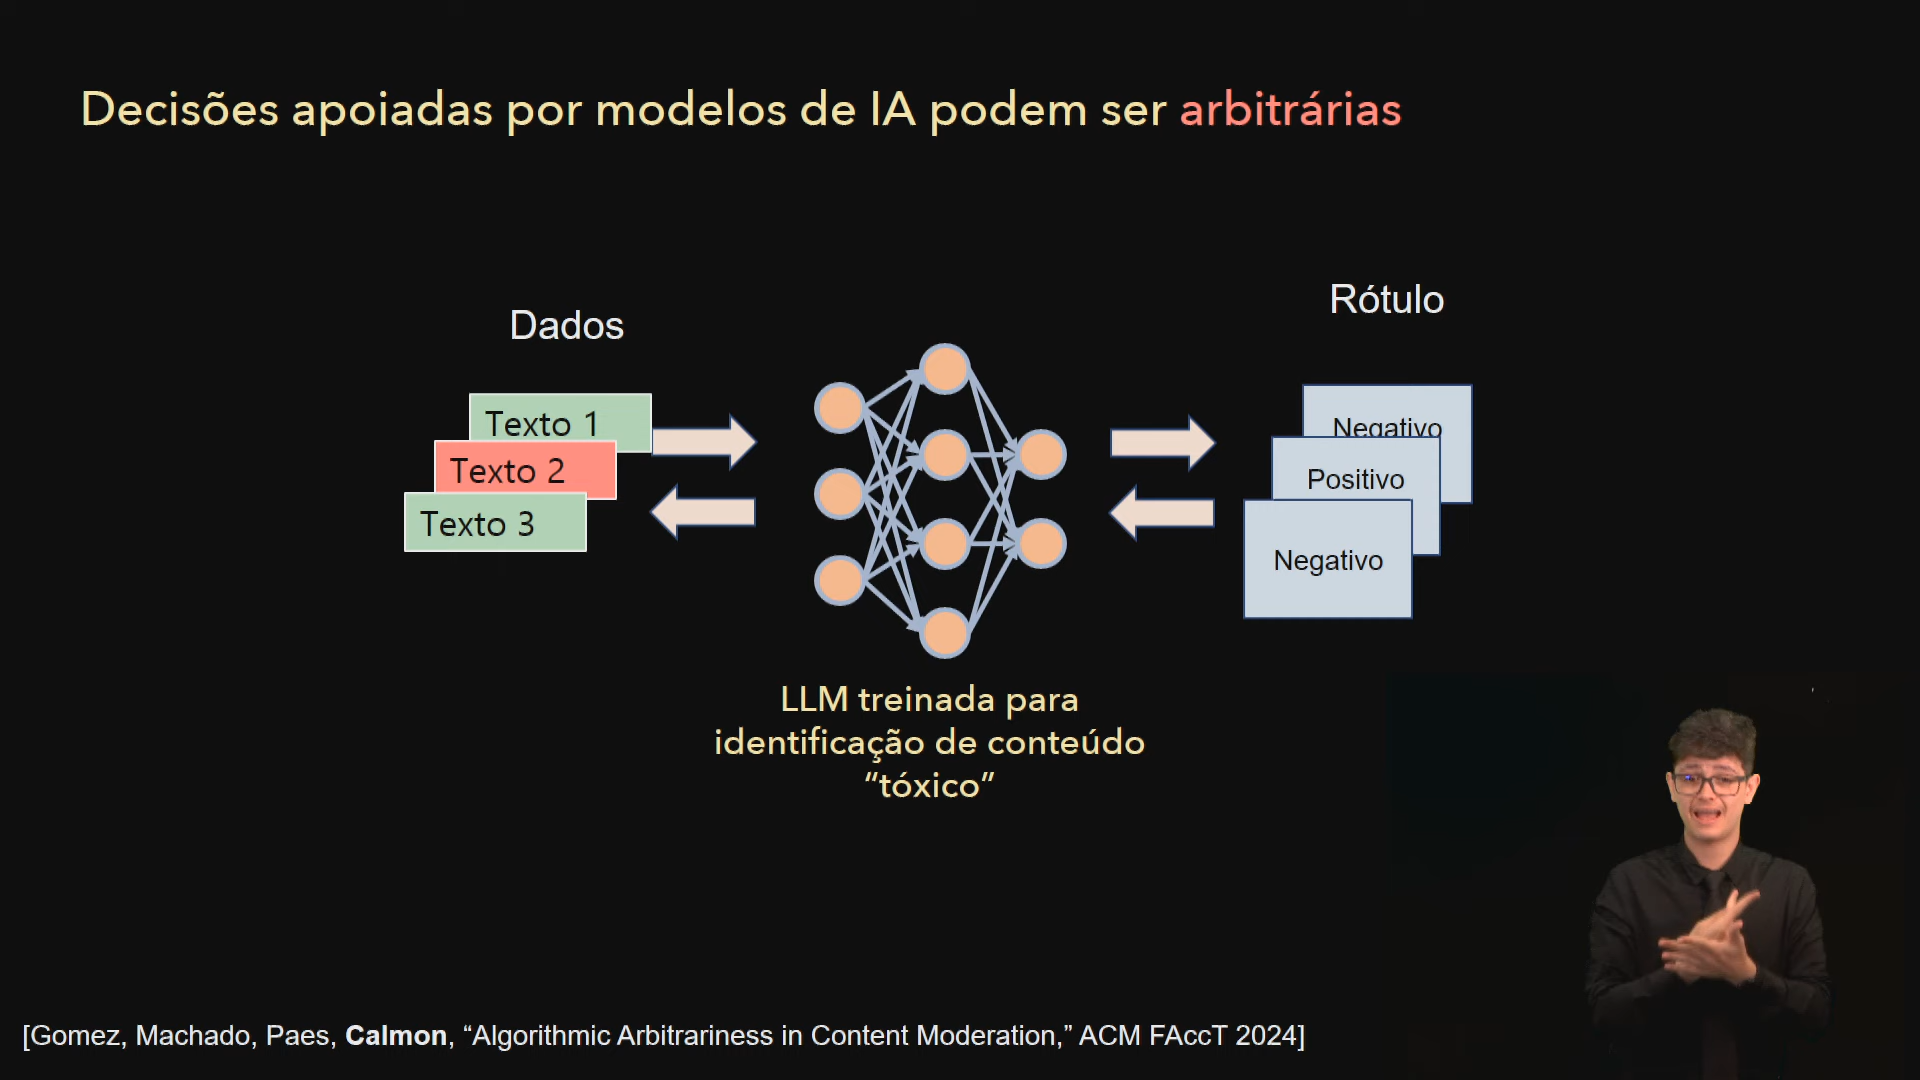 Decisões apoiadas por modelos de IA podem ser arbitrárias
Dados
Rótulo
Texto 1
Texto 2
Texto 3
Negativo
Positivo
Negativo
LLM treinada para
identificação de conteúdo
“tóxico”
[Gomez, Machado, Paes, Calmon, “Algorithmic Arbitrariness in Content Moderation,” ACM FAccT 2024]